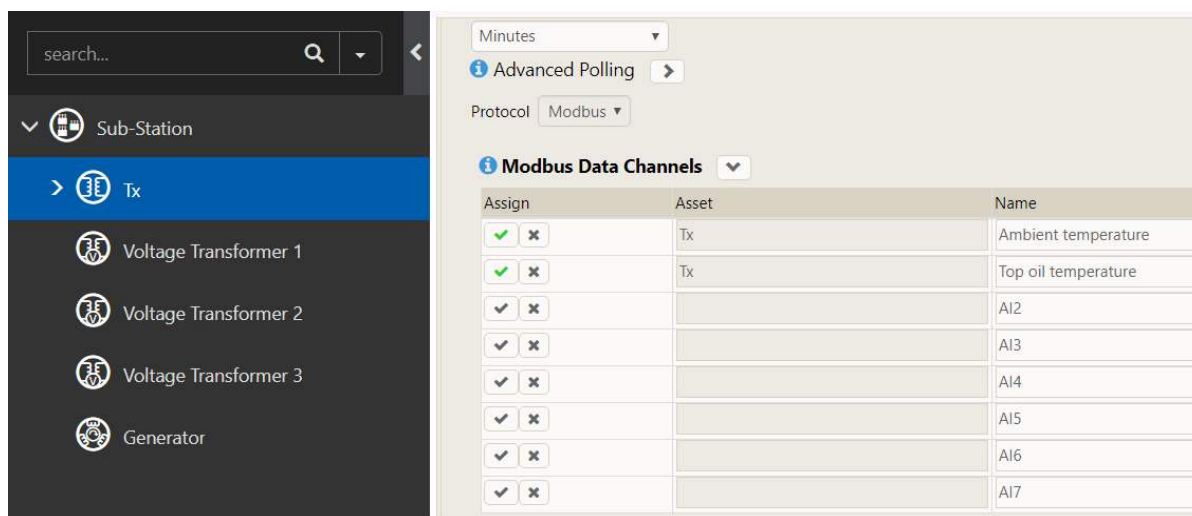 search...
Sub-Station
Tx
Voltage Transformer 1
Voltage Transformer 2
Voltage Transformer 3
Generator
Minutes
Advanced Polling
Protocol Modbus
Modbus Data Channels
Assign Asset Name
Tx Ambient temperature
Tx Top oil temperature
AI2
AI3
AI4
AI5
AI6
AI7